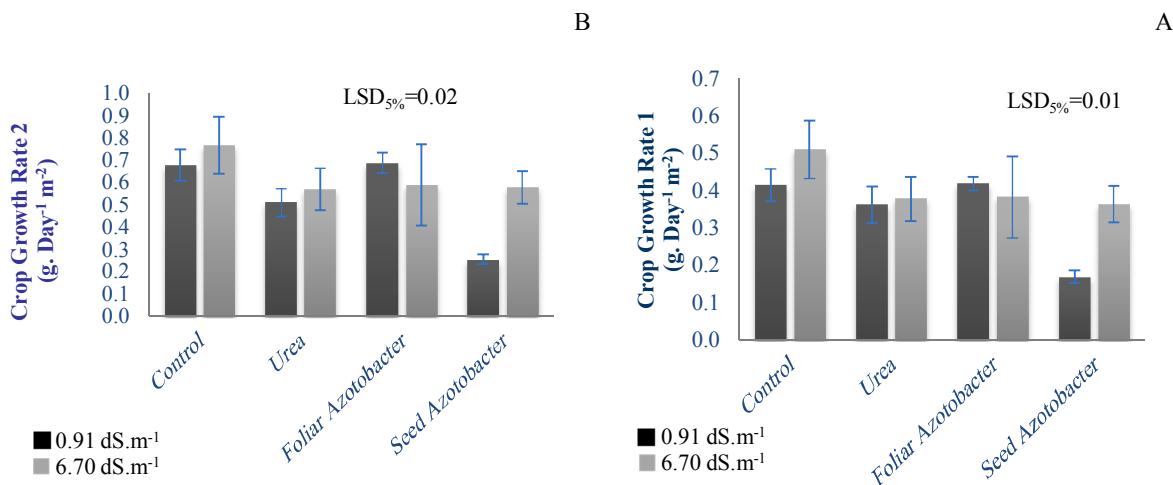 B
LSD5%=0.02
Crop Growth Rate 2
(g. Day-1 m-2)
1.0
0.9
0.8
0.7
0.6
0.5
0.4
0.3
0.2
0.1
0.0
Control
Urea
Foliar Azotobacter
Seed Azotobacter
0.91 dS.m-1
6.70 dS.m-1
A
LSD5%=0.01
Crop Growth Rate 1
(g. Day-1 m-2)
0.7
0.6
0.5
0.4
0.3
0.2
0.1
0.0
Control
Urea
Foliar Azotobacter
Seed Azotobacter
0.91 dS.m-1
6.70 dS.m-1